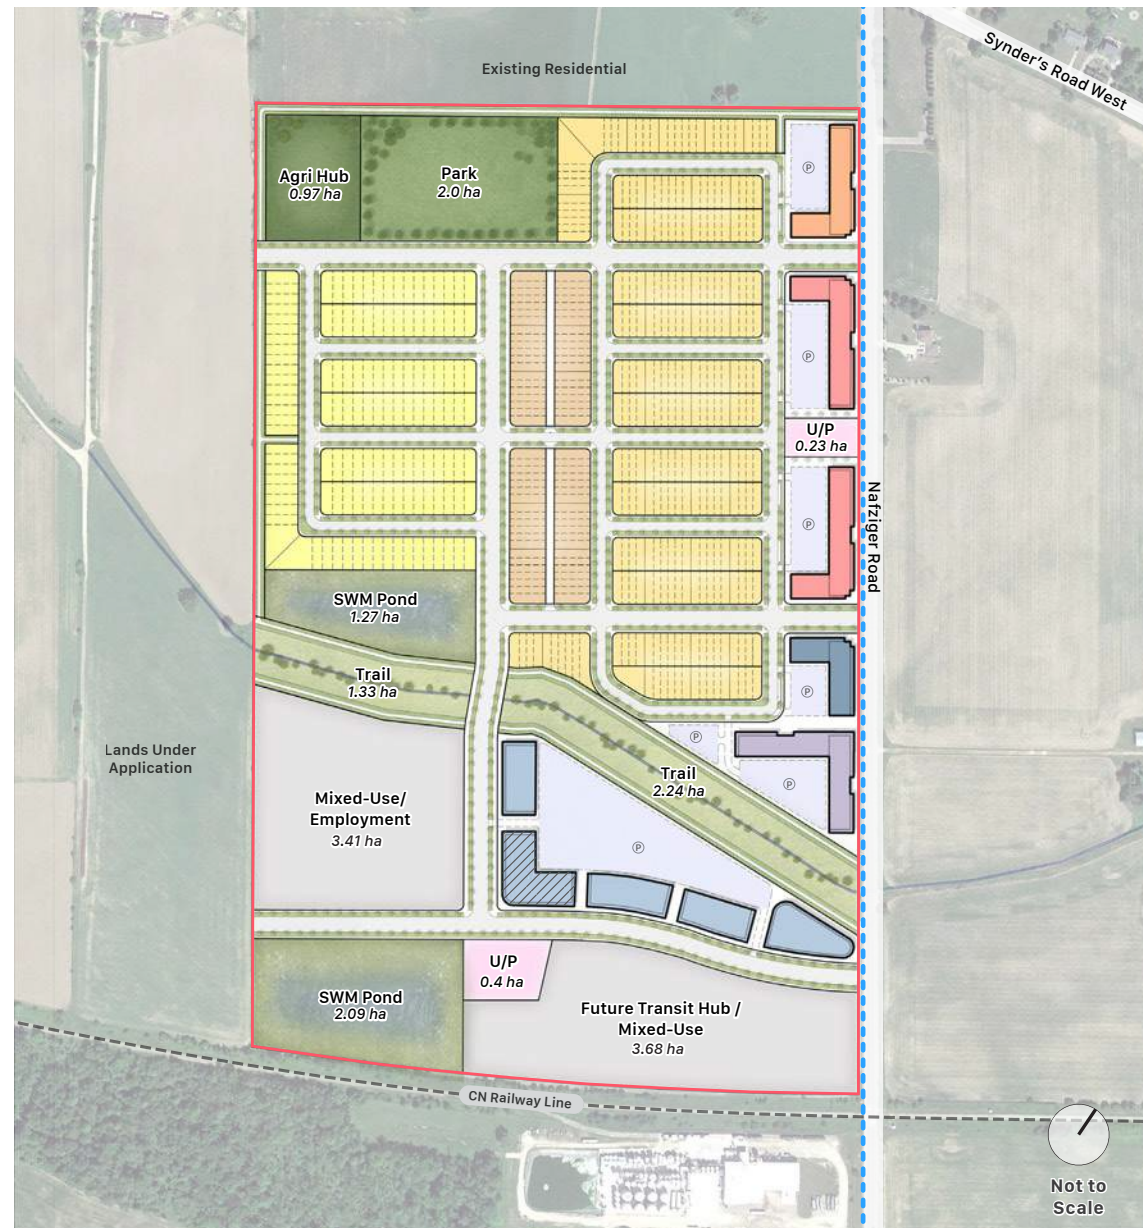 Synder's Road West
Existing Residential
Agri Hub
0.97 ha
Park
2.0 ha
P
P
U/P
0.23 ha
Nafziger Road
P
SWM Pond
1.27 ha
Trail
1.33 ha
P
P
Lands Under
Application
Trail
2.24 ha
P
Mixed-Use/
Employment
3.41 ha
P
U/P
0.4 ha
SWM Pond
2.09 ha
Future Transit Hub /
Mixed-Use
3.68 ha
CN Railway Line
Not to
Scale